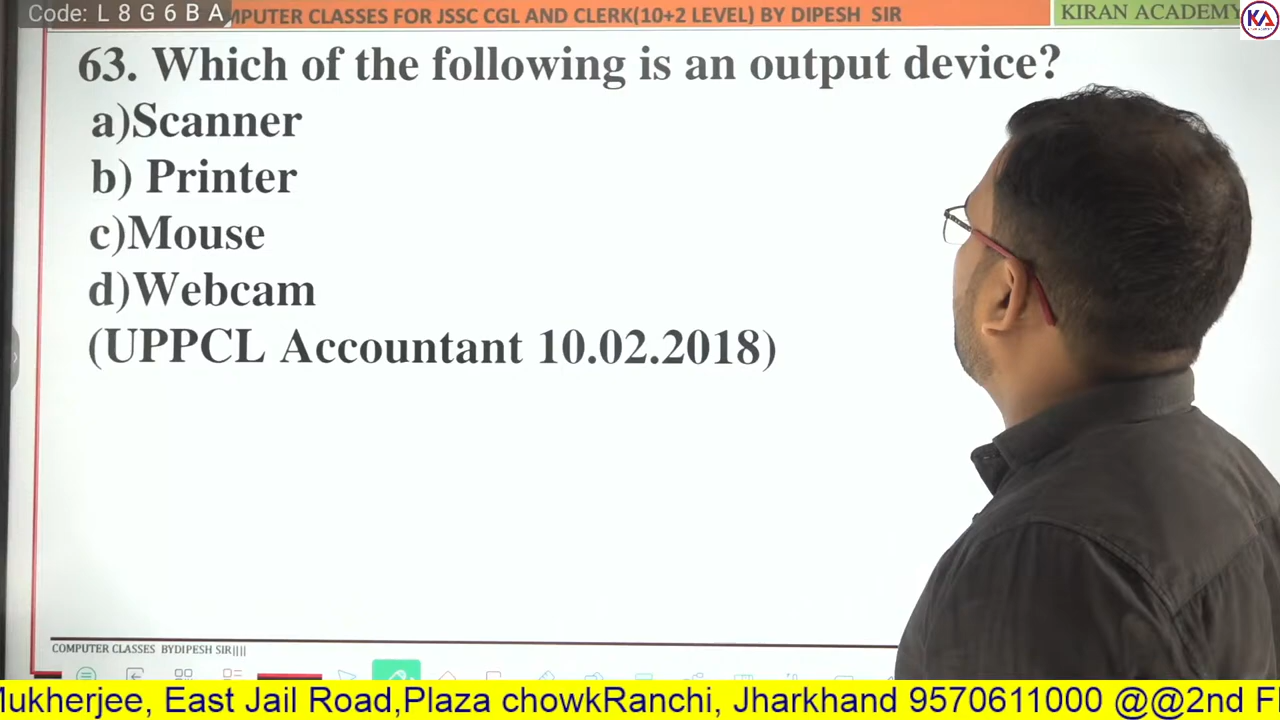 Code: L 8 G 6 B A
MPUTER CLASSES FOR JSSC CGL AND CLERK(10+2 LEVEL) BY DIPESH SIR
KIRAN ACADEMY
KA
63. Which of the following is an output device?
a)Scanner
b) Printer
c)Mouse
d)Webcam
(UPPCL Accountant 10.02.2018)
COMPUTER CLASSES BYDIPESH SIR||||
Mukherjee, East Jail Road,Plaza chowkRanchi, Jharkhand 9570611000 @@2nd Fl